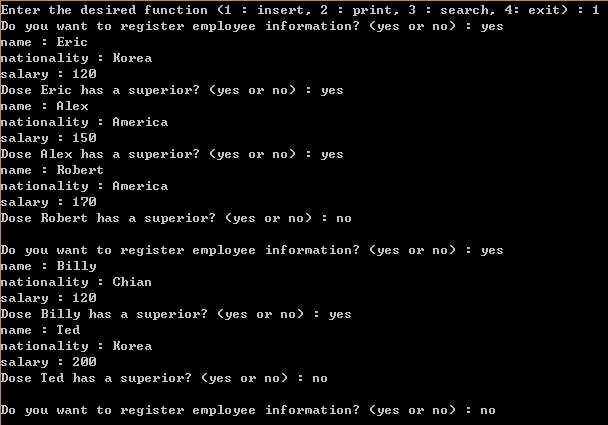 Enter the desired function (1 : insert, 2 : print, 3 : search, 4: exit) : 1
Do you want to register employee information? (yes or no) : yes
name : Eric
nationality : Korea
salary : 120
Dose Eric has a superior? (yes or no) : yes
name : Alex
nationality : America
salary : 150
Dose Alex has a superior? (yes or no) : yes
name : Robert
nationality : America
salary : 170
Dose Robert has a superior? (yes or no) : no
Do you want to register employee information? (yes or no) : yes
name : Billy
nationality : Chian
salary : 120
Dose Billy has a superior? (yes or no) : yes
name : Ted
nationality : Korea
salary : 200
Dose Ted has a superior? (yes or no) : no
Do you want to register employee information? (yes or no) : no